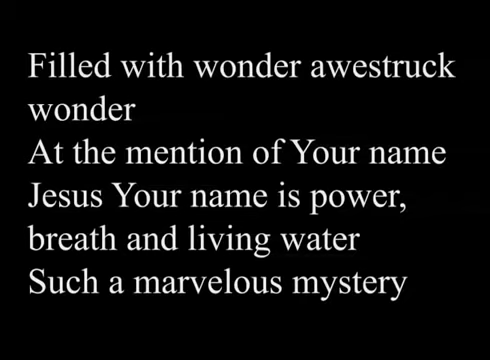 Filled with wonder awestruck
wonder
At the mention of Your name
Jesus Your name is power,
breath and living water
Such a marvelous mystery